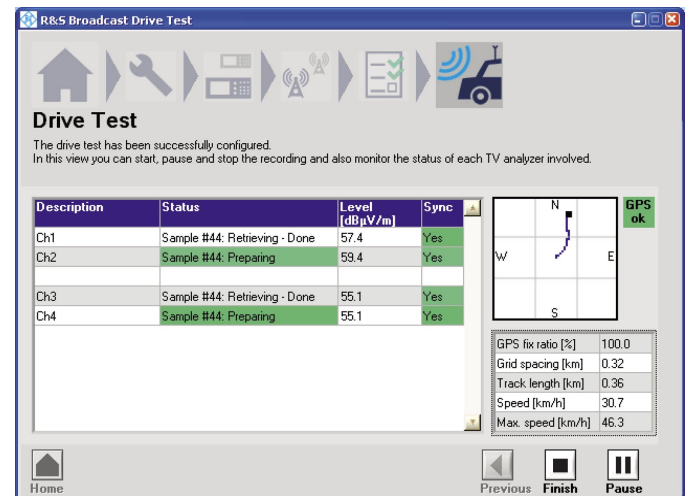 R&S Broadcast Drive Test
Drive Test
The drive test has been successfully configured.
In this view you can start, pause and stop the recording and also monitor the status of each TV analyzer involved.
Description Status Level [dBµV/m] Sync
Ch1 Sample #44: Retrieving - Done 57.4 Yes
Ch2 Sample #44: Preparing 59.4 Yes
Ch3 Sample #44: Retrieving - Done 55.1 Yes
Ch4 Sample #44: Preparing 55.1 Yes
N
W E
S
GPS
ok
GPS fix ratio [%] 100.0
Grid spacing [km] 0.32
Track length [km] 0.36
Speed [km/h] 30.7
Max. speed [km/h] 46.3
Home Previous Finish Pause